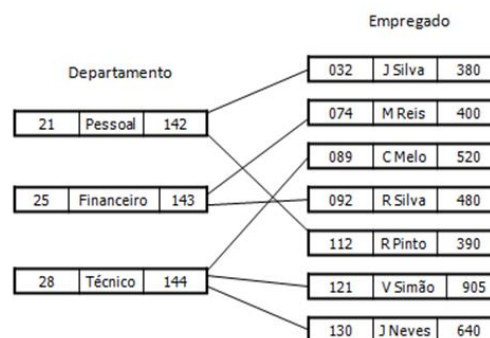 Empregado
Departamento
032 J Silva 380
074 M Reis 400
21 Pessoal 142
089 C Melo 520
25 Financeiro 143
092 R Silva 480
112 R Pinto 390
28 Técnico 144
121 V Simão 905
130 J Neves 640